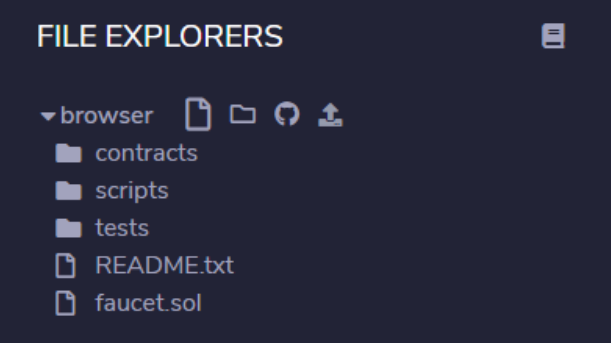 FILE EXPLORERS
browser
contracts
scripts
tests
README.txt
faucet.sol